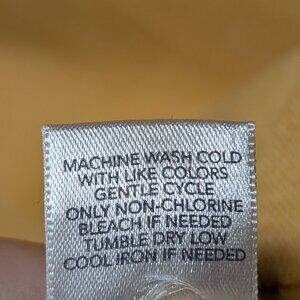 MACHINE WASH COLD
WITH LIKE COLORS
GENTLE CYCLE
ONLY NON-CHLORINE
BLEACH IF NEEDED
TUMBLE DRY LOW
COOL IRON IF NEEDED